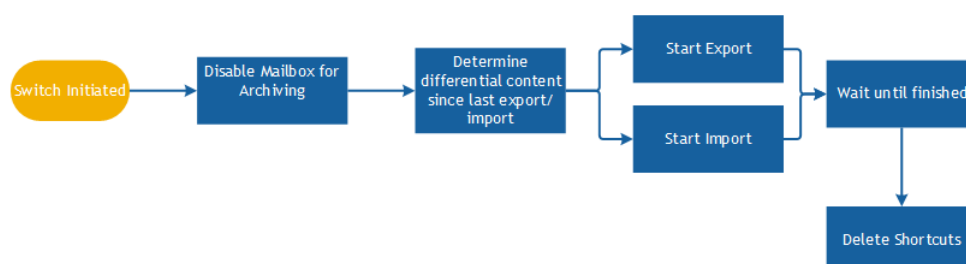 Switch Initiated
Disable Mailbox for
Archiving
Determine
differential content
since last export/
import
Start Export
Start Import
Wait until finished
Delete Shortcuts